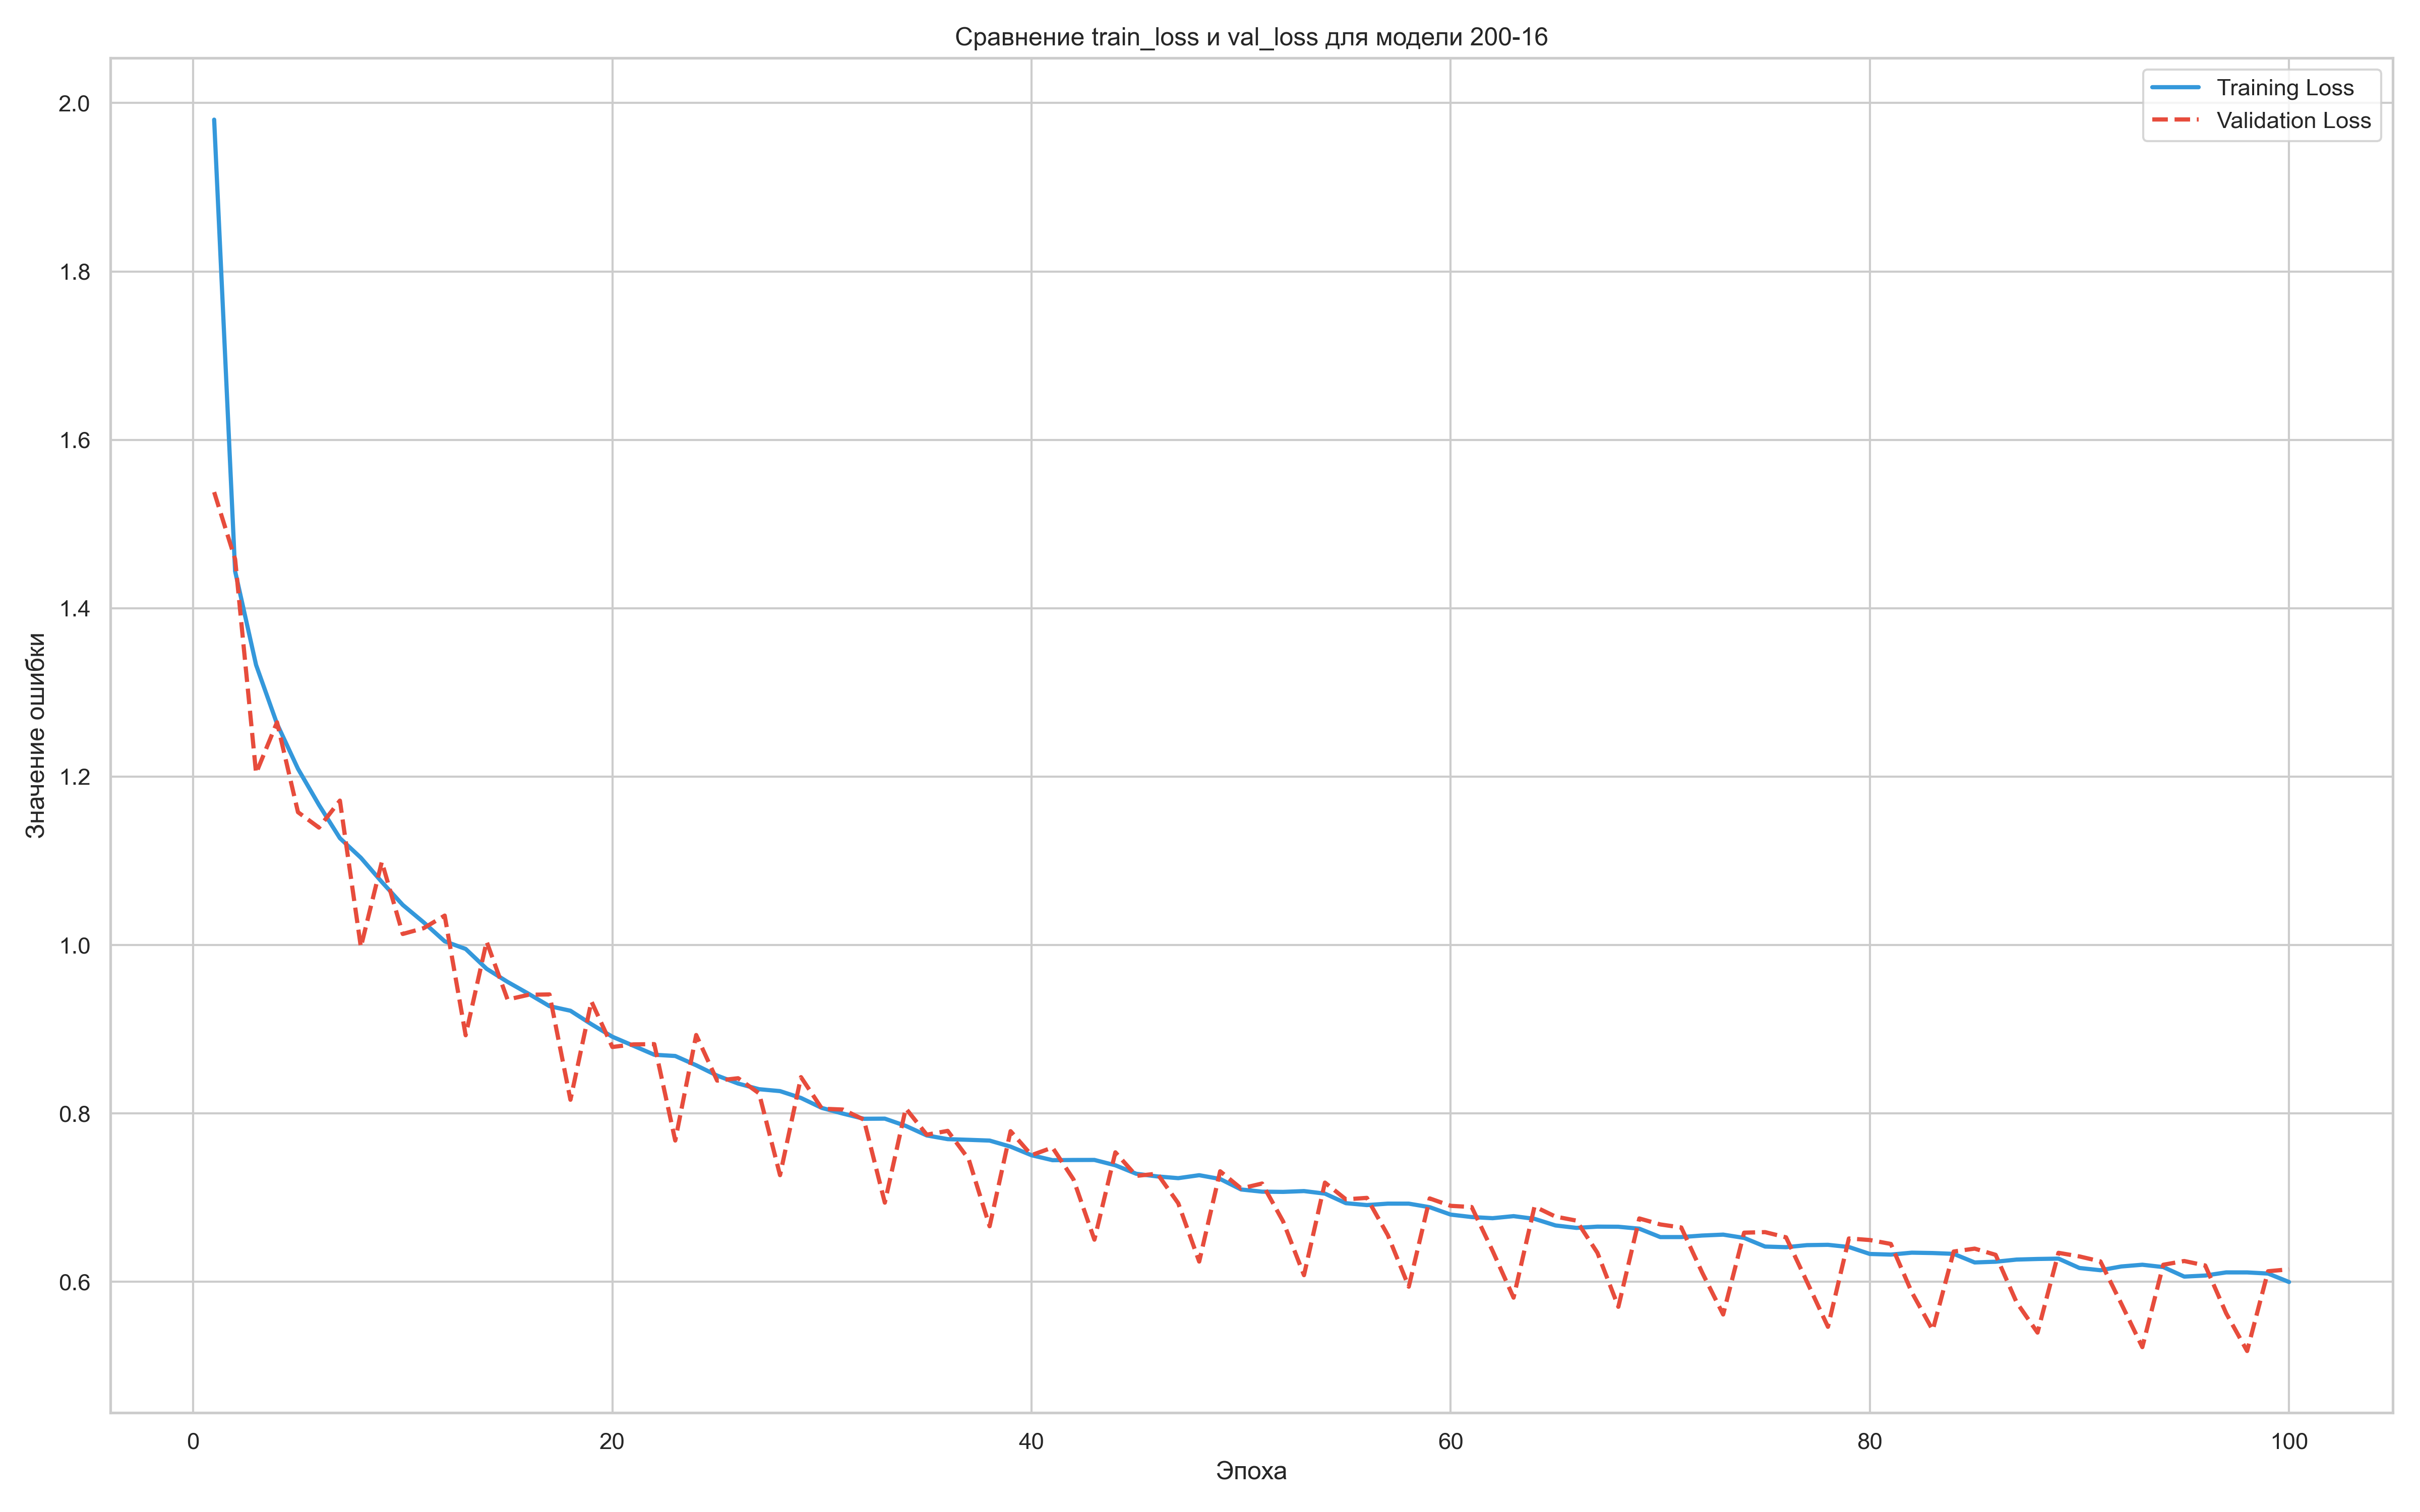 Сравнение train_loss и val_loss для модели 200-16
Training Loss
Validation Loss
Значение ошибки
2.0
1.8
1.6
1.4
1.2
1.0
0.8
0.6
0
20
40
60
80
100
Эпоха